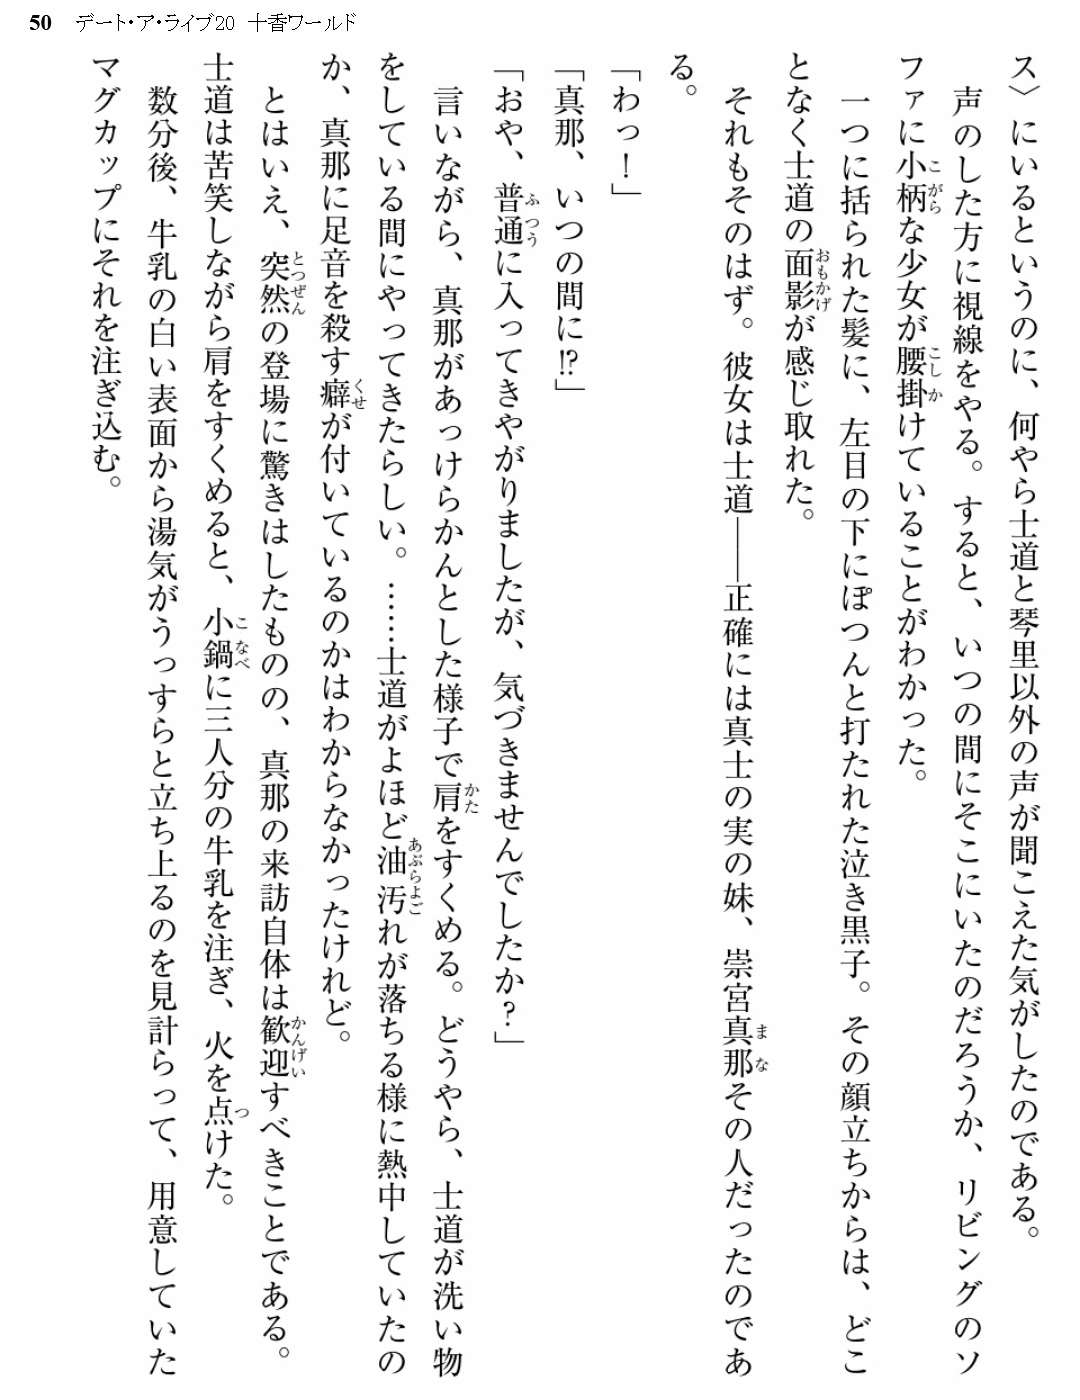 50 デート・ア・ライブ20 十香ワールド
ス〉にいるというのに、何やら士道と琴里以外の声が聞こえた気がしたのである。
声のした方に視線をやる。すると、いつの間にそこにいたのだろうか、リビングのソ
ファに小柄な少女が腰掛けていることがわかった。
一つに括られた髪に、左目の下にぽつんと打たれた泣き黒子。その顔立ちからは、どこ
となく士道の面影が感じ取れた。
それもそのはず。彼女は士道――正確には真士の実の妹、崇宮真那その人だったのであ
る。
「わっ！」
「真那、いつの間に!?」
「おや、普通に入ってきやがりましたが、気づきませんでしたか？」
言いながら、真那があっけらかんとした様子で肩をすくめる。どうやら、士道が洗い物
をしている間にやってきたらしい。……士道がよほど油汚れが落ちる様に熱中していたの
か、真那に足音を殺す癖が付いているのかはわからなかったけれど。
とはいえ、突然の登場に驚きはしたものの、真那の来訪自体は歓迎すべきことである。
士道は苦笑しながら肩をすくめると、小鍋に三人分の牛乳を注ぎ、火を点けた。
数分後、牛乳の白い表面から湯気がうっすらと立ち上るのを見計らって、用意していた
マグカップにそれを注ぎ込む。